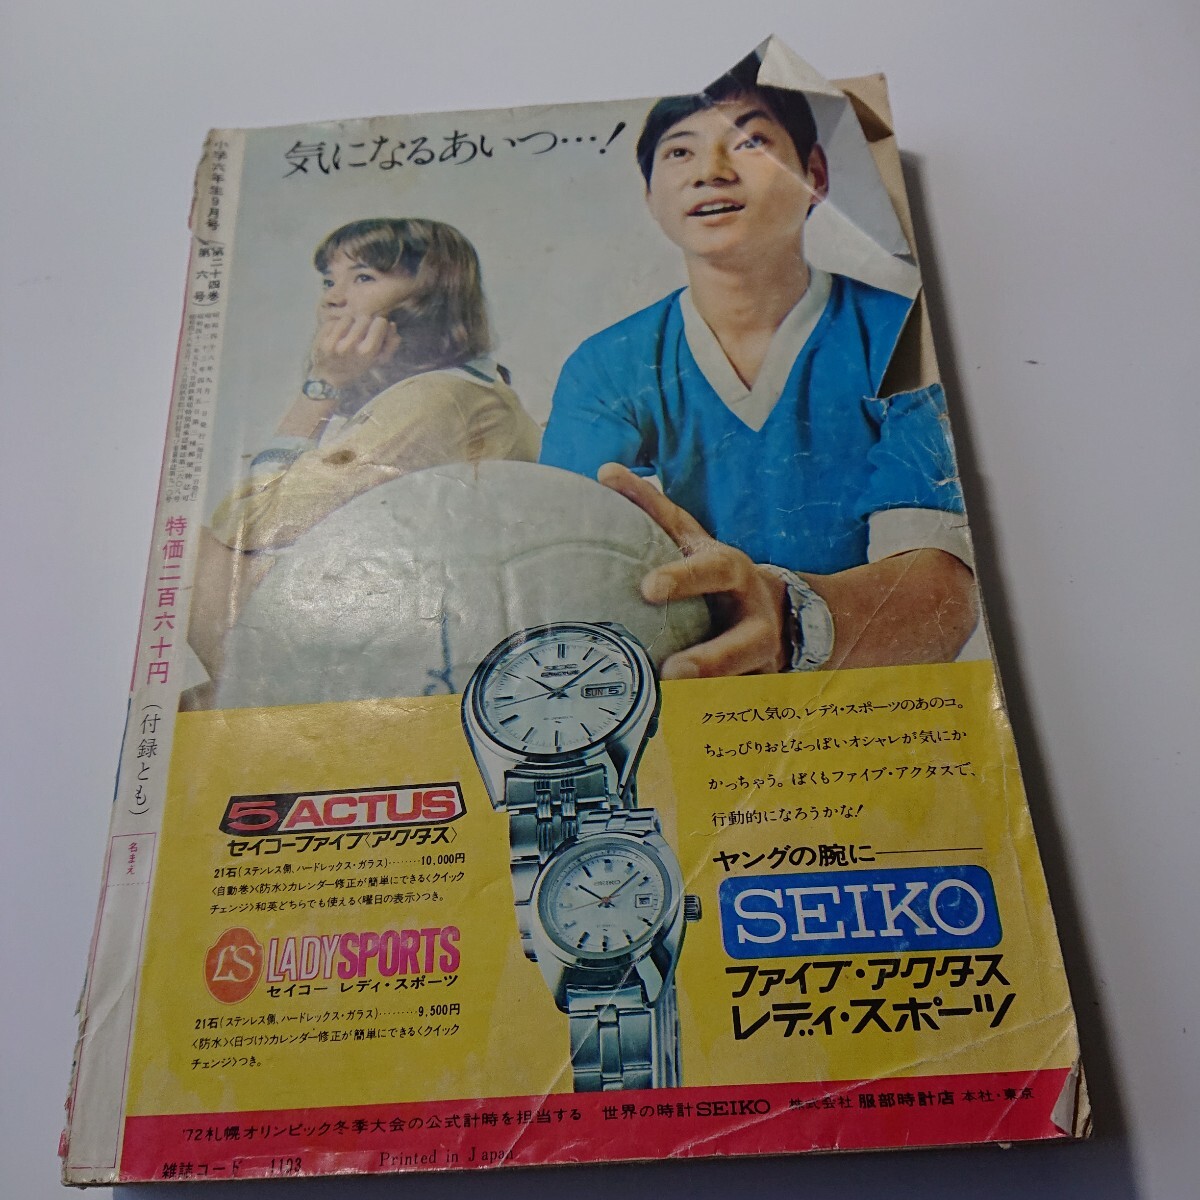 小学六年生9月号
(第二十四巻
第六号)
特価二百六十円(付録とも)
名まえ
気になるあいつ…!
SEIKO
5 ACTUS
SUN 5
クラスで人気の、レディ・スポーツのあのコ。
ちょっぴりおとなっぽいオシャレが気にか
かっちゃう。ぼくもファイブ・アクタスで、
行動的になろうかな!
5 ACTUS
セイコーファイブ〈アクタス〉
21石(ステンレス側、ハードレックス・ガラス)………10,000円
〈自動巻〉〈防水〉カレンダー修正が簡単にできる〈クイック
チェンジ〉和英どちらでも使える〈曜日の表示〉つき。
LS LADY SPORTS
セイコー レディ・スポーツ
21石(ステンレス側、ハードレックス・ガラス)………9,500円
〈防水〉〈日づけ〉カレンダー修正が簡単にできる〈クイック
チェンジ〉つき。
SEIKO
ヤングの腕に
SEIKO
ファイブ・アクタス
レディ・スポーツ
'72札幌オリンピック冬季大会の公式計時を担当する 世界の時計SEIKO 株式会社 服部時計店 本社・東京
雑誌コード 1103 Printed in Japan